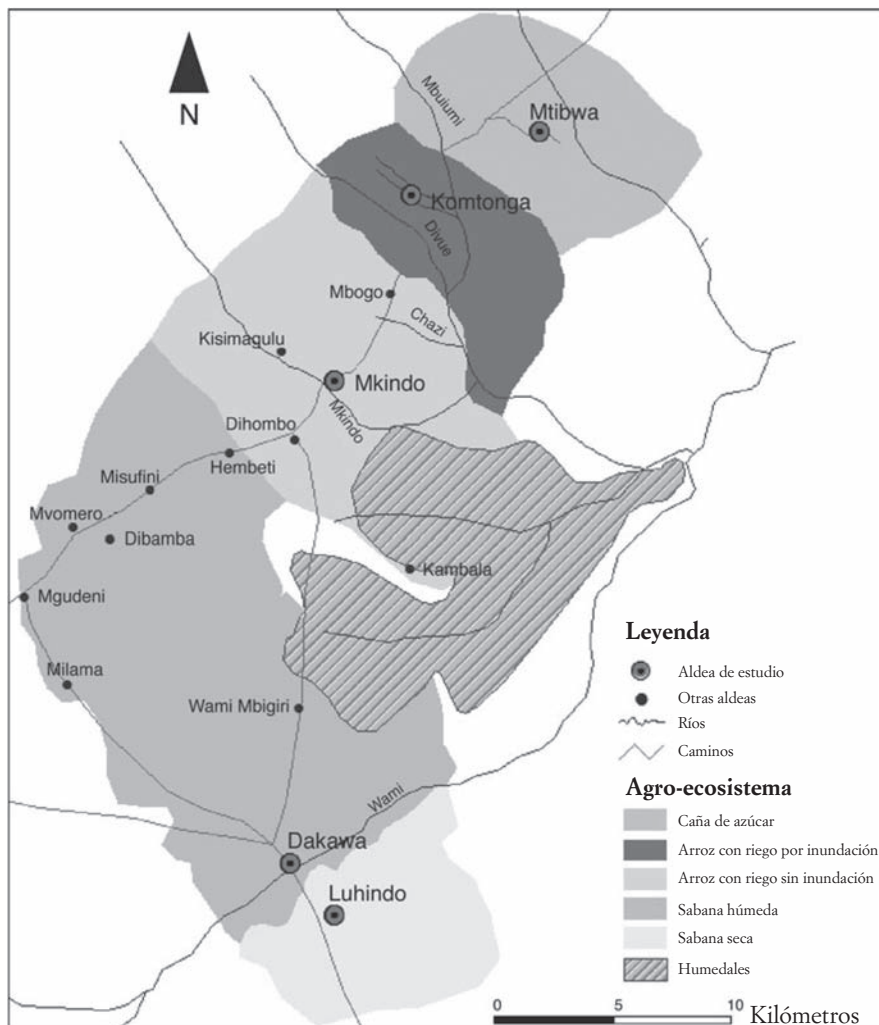 N
Mbuiumi
Mtibwa
Komtonga
Divue
Mbogo
Chazi
Kisimagulu
Mkindo
Mkindo
Dihombo
Hembeti
Misufini
Mvomero
Dibamba
Kambala
Mgudeni
Milama
Wami Mbigiri
Wami
Dakawa
Luhindo
Leyenda
Aldea de estudio
Otras aldeas
Ríos
Caminos
Agro-ecosistema
Caña de azúcar
Arroz con riego por inundación
Arroz con riego sin inundación
Sabana húmeda
Sabana seca
Humedales
0 5 10 Kilómetros